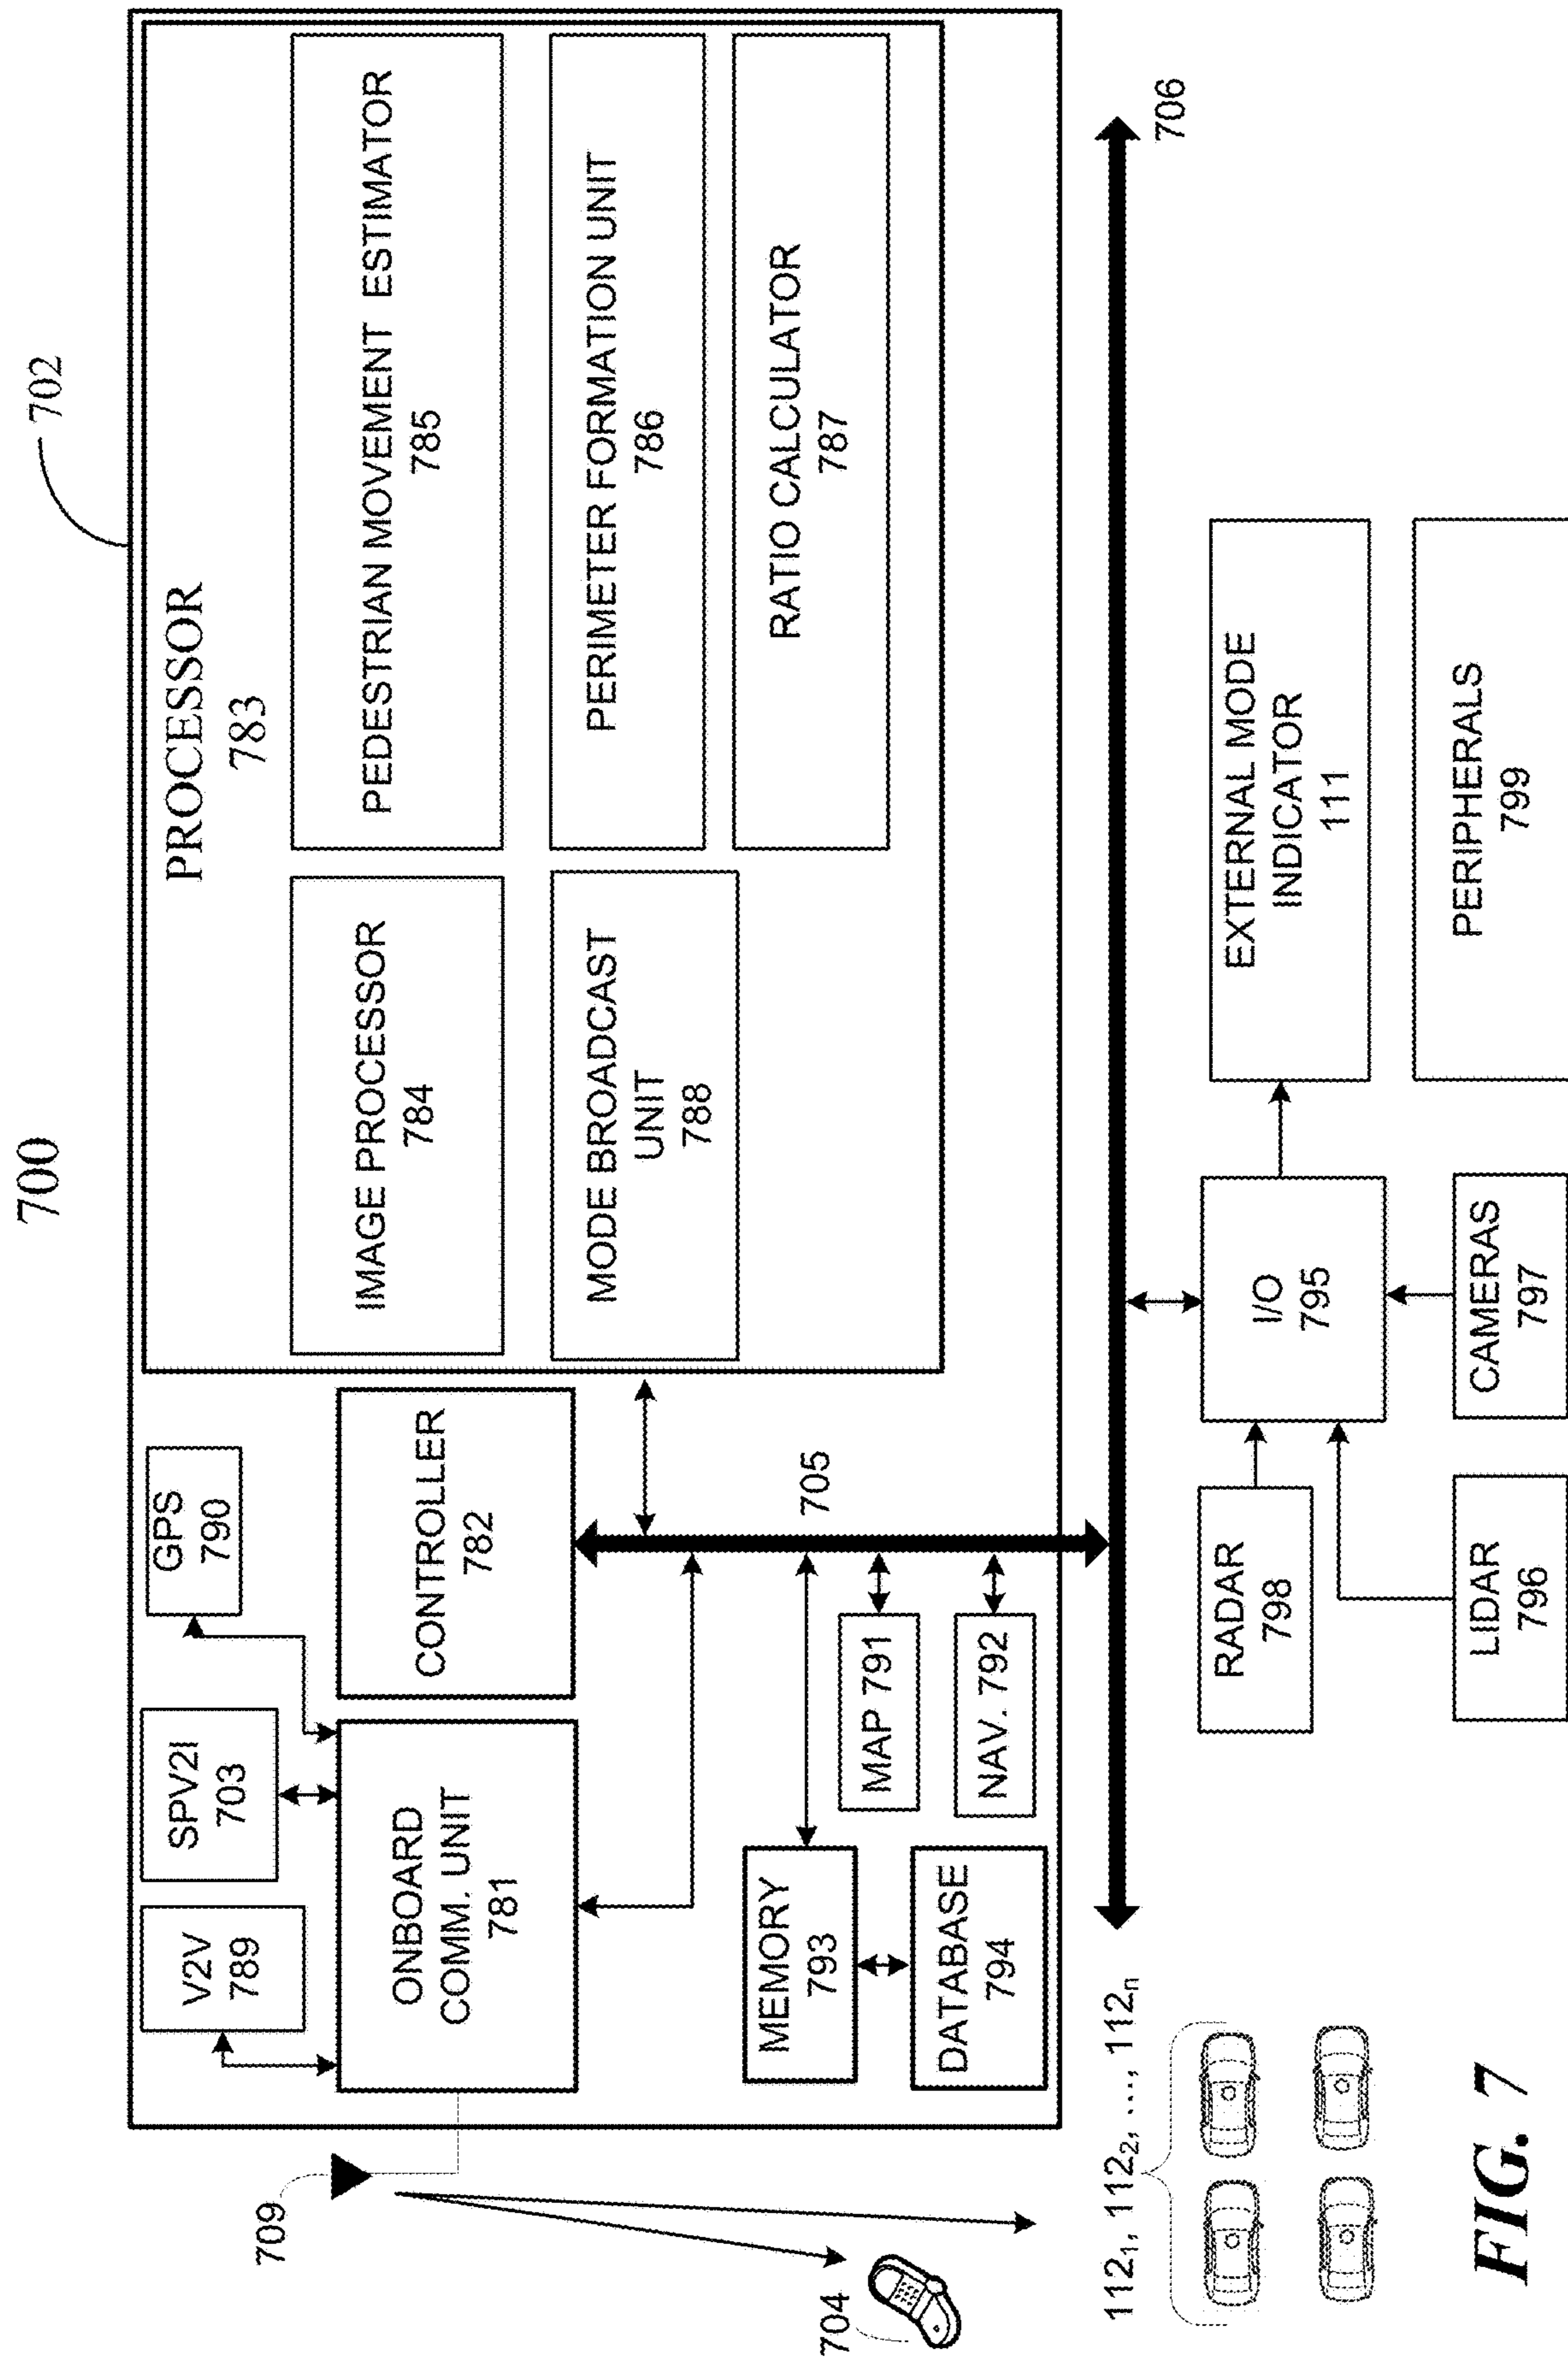 700
702
PROCESSOR
783
V2V
789
SPV2I
703
GPS
790
IMAGE PROCESSOR
784
PEDESTRIAN MOVEMENT ESTIMATOR
785
709
ONBOARD
COMM. UNIT
781
CONTROLLER
782
MODE BROADCAST
UNIT
788
PERIMETER FORMATION UNIT
786
RATIO CALCULATOR
787
MEMORY
793
705
MAP 791
704
DATABASE
794
NAV. 792
706
112₁, 112₂, ..., 112ₙ
RADAR
798
I/O
795
EXTERNAL MODE
INDICATOR
111
LIDAR
796
CAMERAS
797
PERIPHERALS
799
FIG. 7